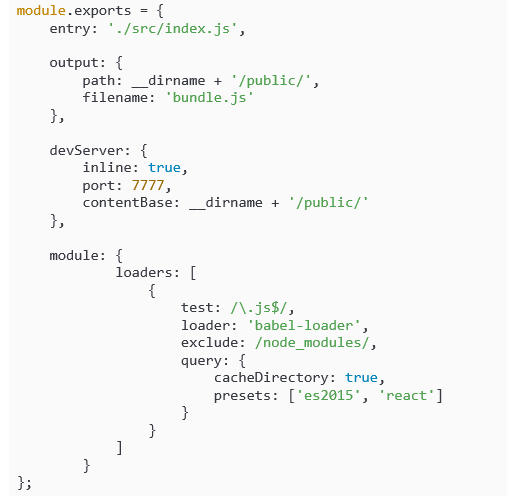 module.exports = {
    entry: './src/index.js',

    output: {
        path: __dirname + '/public/',
        filename: 'bundle.js'
    },

    devServer: {
        inline: true,
        port: 7777,
        contentBase: __dirname + '/public/'
    },

    module: {
            loaders: [
                {
                    test: /\.js$/,
                    loader: 'babel-loader',
                    exclude: /node_modules/,
                    query: {
                        cacheDirectory: true,
                        presets: ['es2015', 'react']
                    }
                }
            ]
        }
};